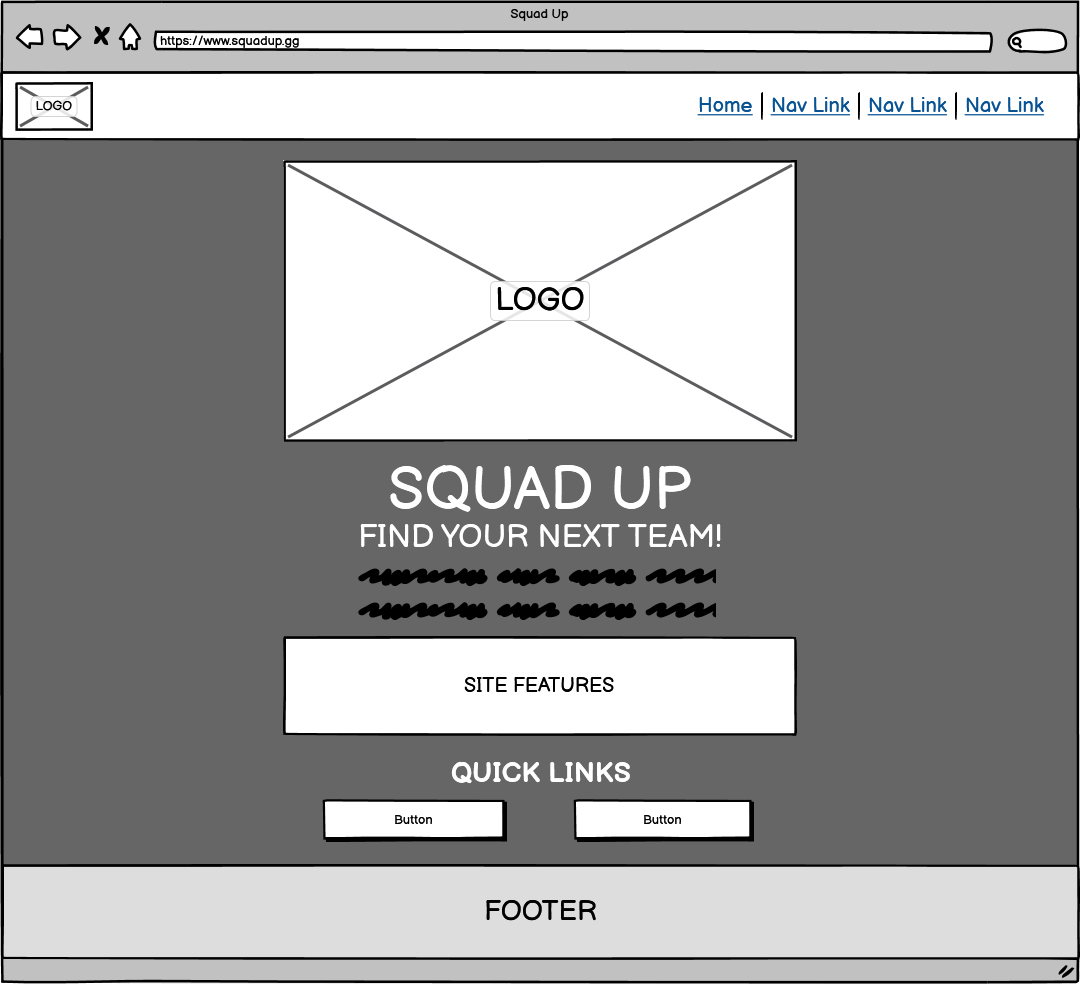 Squad Up
https://www.squadup.gg
LOGO
Home Nav Link Nav Link Nav Link
LOGO
SQUAD UP
FIND YOUR NEXT TEAM!
SITE FEATURES
QUICK LINKS
Button Button
FOOTER